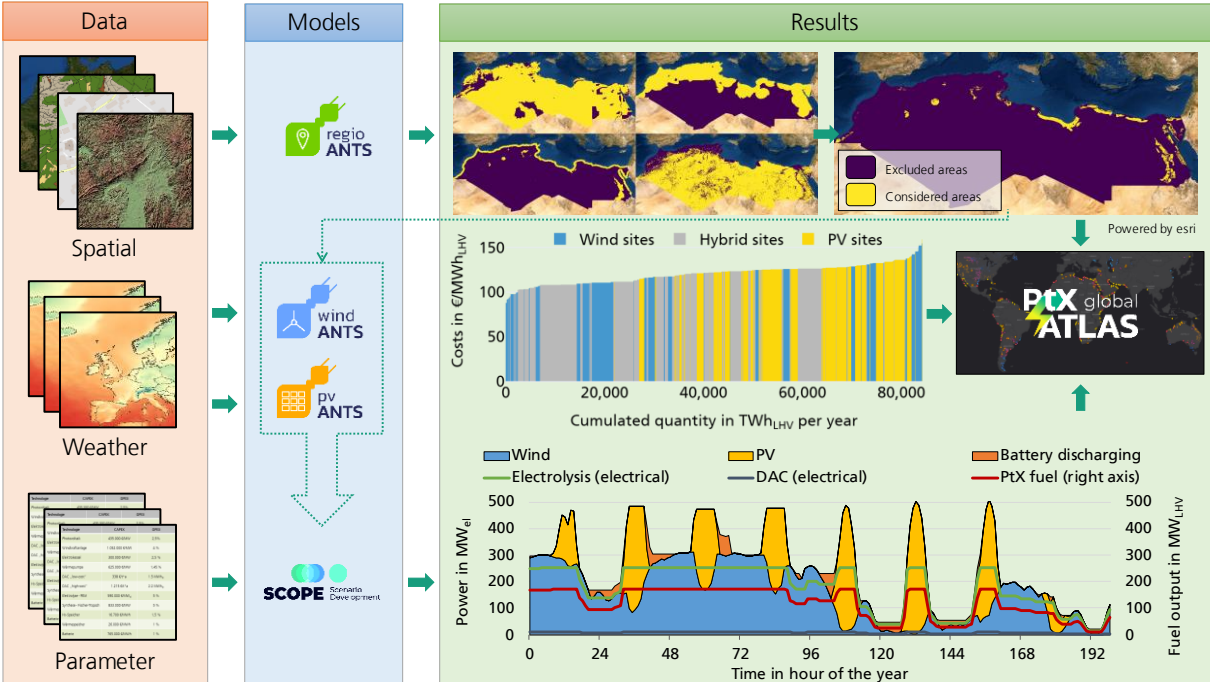 Data
Models
Results
Spatial
Weather
Parameter
regio
ANTS
wind
ANTS
pv
ANTS
SCOPE Scenario
Development
Excluded areas
Considered areas
Powered by esri
Wind sites Hybrid sites PV sites
Costs in €/MWhLHV
150
100
50
0
0 20,000 40,000 60,000 80,000
Cumulated quantity in TWhLHV per year
PtX global
ATLAS
Wind PV Battery discharging
Electrolysis (electrical) DAC (electrical) PtX fuel (right axis)
Power in MWel
500
400
300
200
100
0
500
400
300
200
100
0
Fuel output in MWLHV
0 24 48 72 96 120 144 168 192
Time in hour of the year